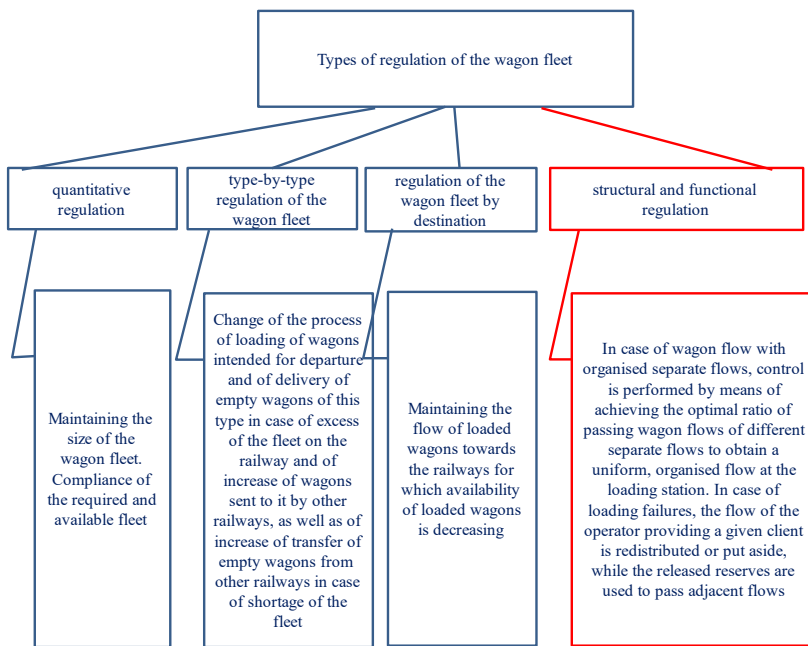 Types of regulation of the wagon fleet
quantitative
regulation
type-by-type
regulation of the
wagon fleet
regulation of the
wagon fleet by
destination
structural and functional
regulation
Maintaining the
size of the
wagon fleet.
Compliance of
the required and
available fleet
Change of the process
of loading of wagons
intended for departure
and of delivery of
empty wagons of this
type in case of excess
of the fleet on the
railway and of
increase of wagons
sent to it by other
railways, as well as of
increase of transfer of
empty wagons from
other railways in case
of shortage of the
fleet
Maintaining the
flow of loaded
wagons towards
the railways for
which availability
of loaded wagons
is decreasing
In case of wagon flow with
organised separate flows, control
is performed by means of
achieving the optimal ratio of
passing wagon flows of different
separate flows to obtain a
uniform, organised flow at the
loading station. In case of
loading failures, the flow of the
operator providing a given client
is redistributed or put aside,
while the released reserves are
used to pass adjacent flows